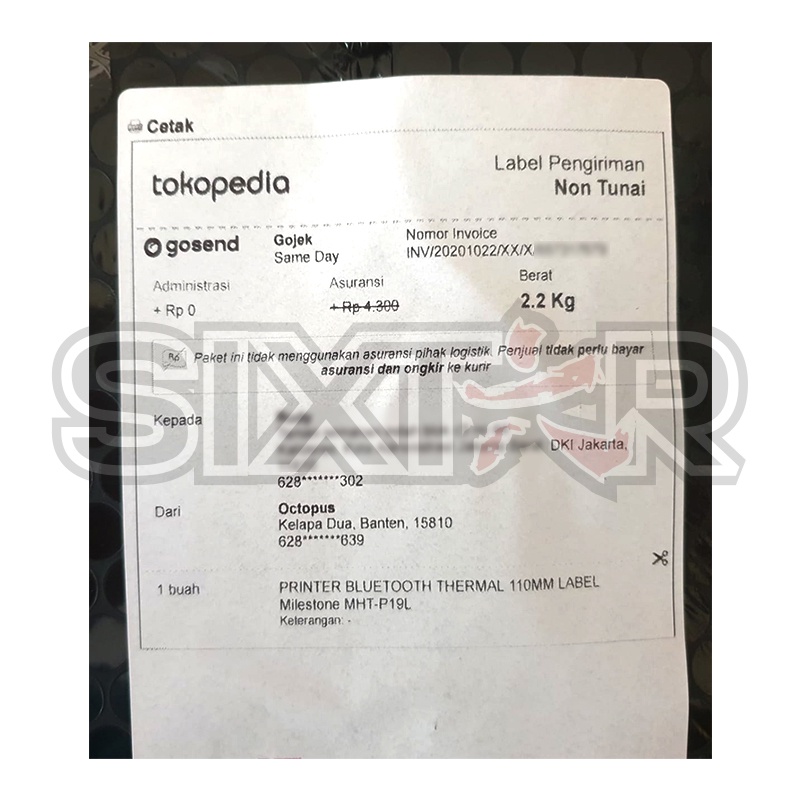 Cetak
tokopedia
Label Pengiriman
Non Tunai
gosend
Gojek
Same Day
Nomor Invoice
INV/20201022/XX/X
Administrasi
+ Rp 0
Asuransi
+ Rp 4.300
Berat
2.2 Kg
Rp Paket ini tidak menggunakan asuransi pihak logistik. Penjual tidak perlu bayar
asuransi dan ongkir ke kurir
Kepada
DKI Jakarta,
628*******302
Dari
Octopus
Kelapa Dua, Banten, 15810
628*******639
1 buah
PRINTER BLUETOOTH THERMAL 110MM LABEL
Milestone MHT-P19L
Keterangan: -